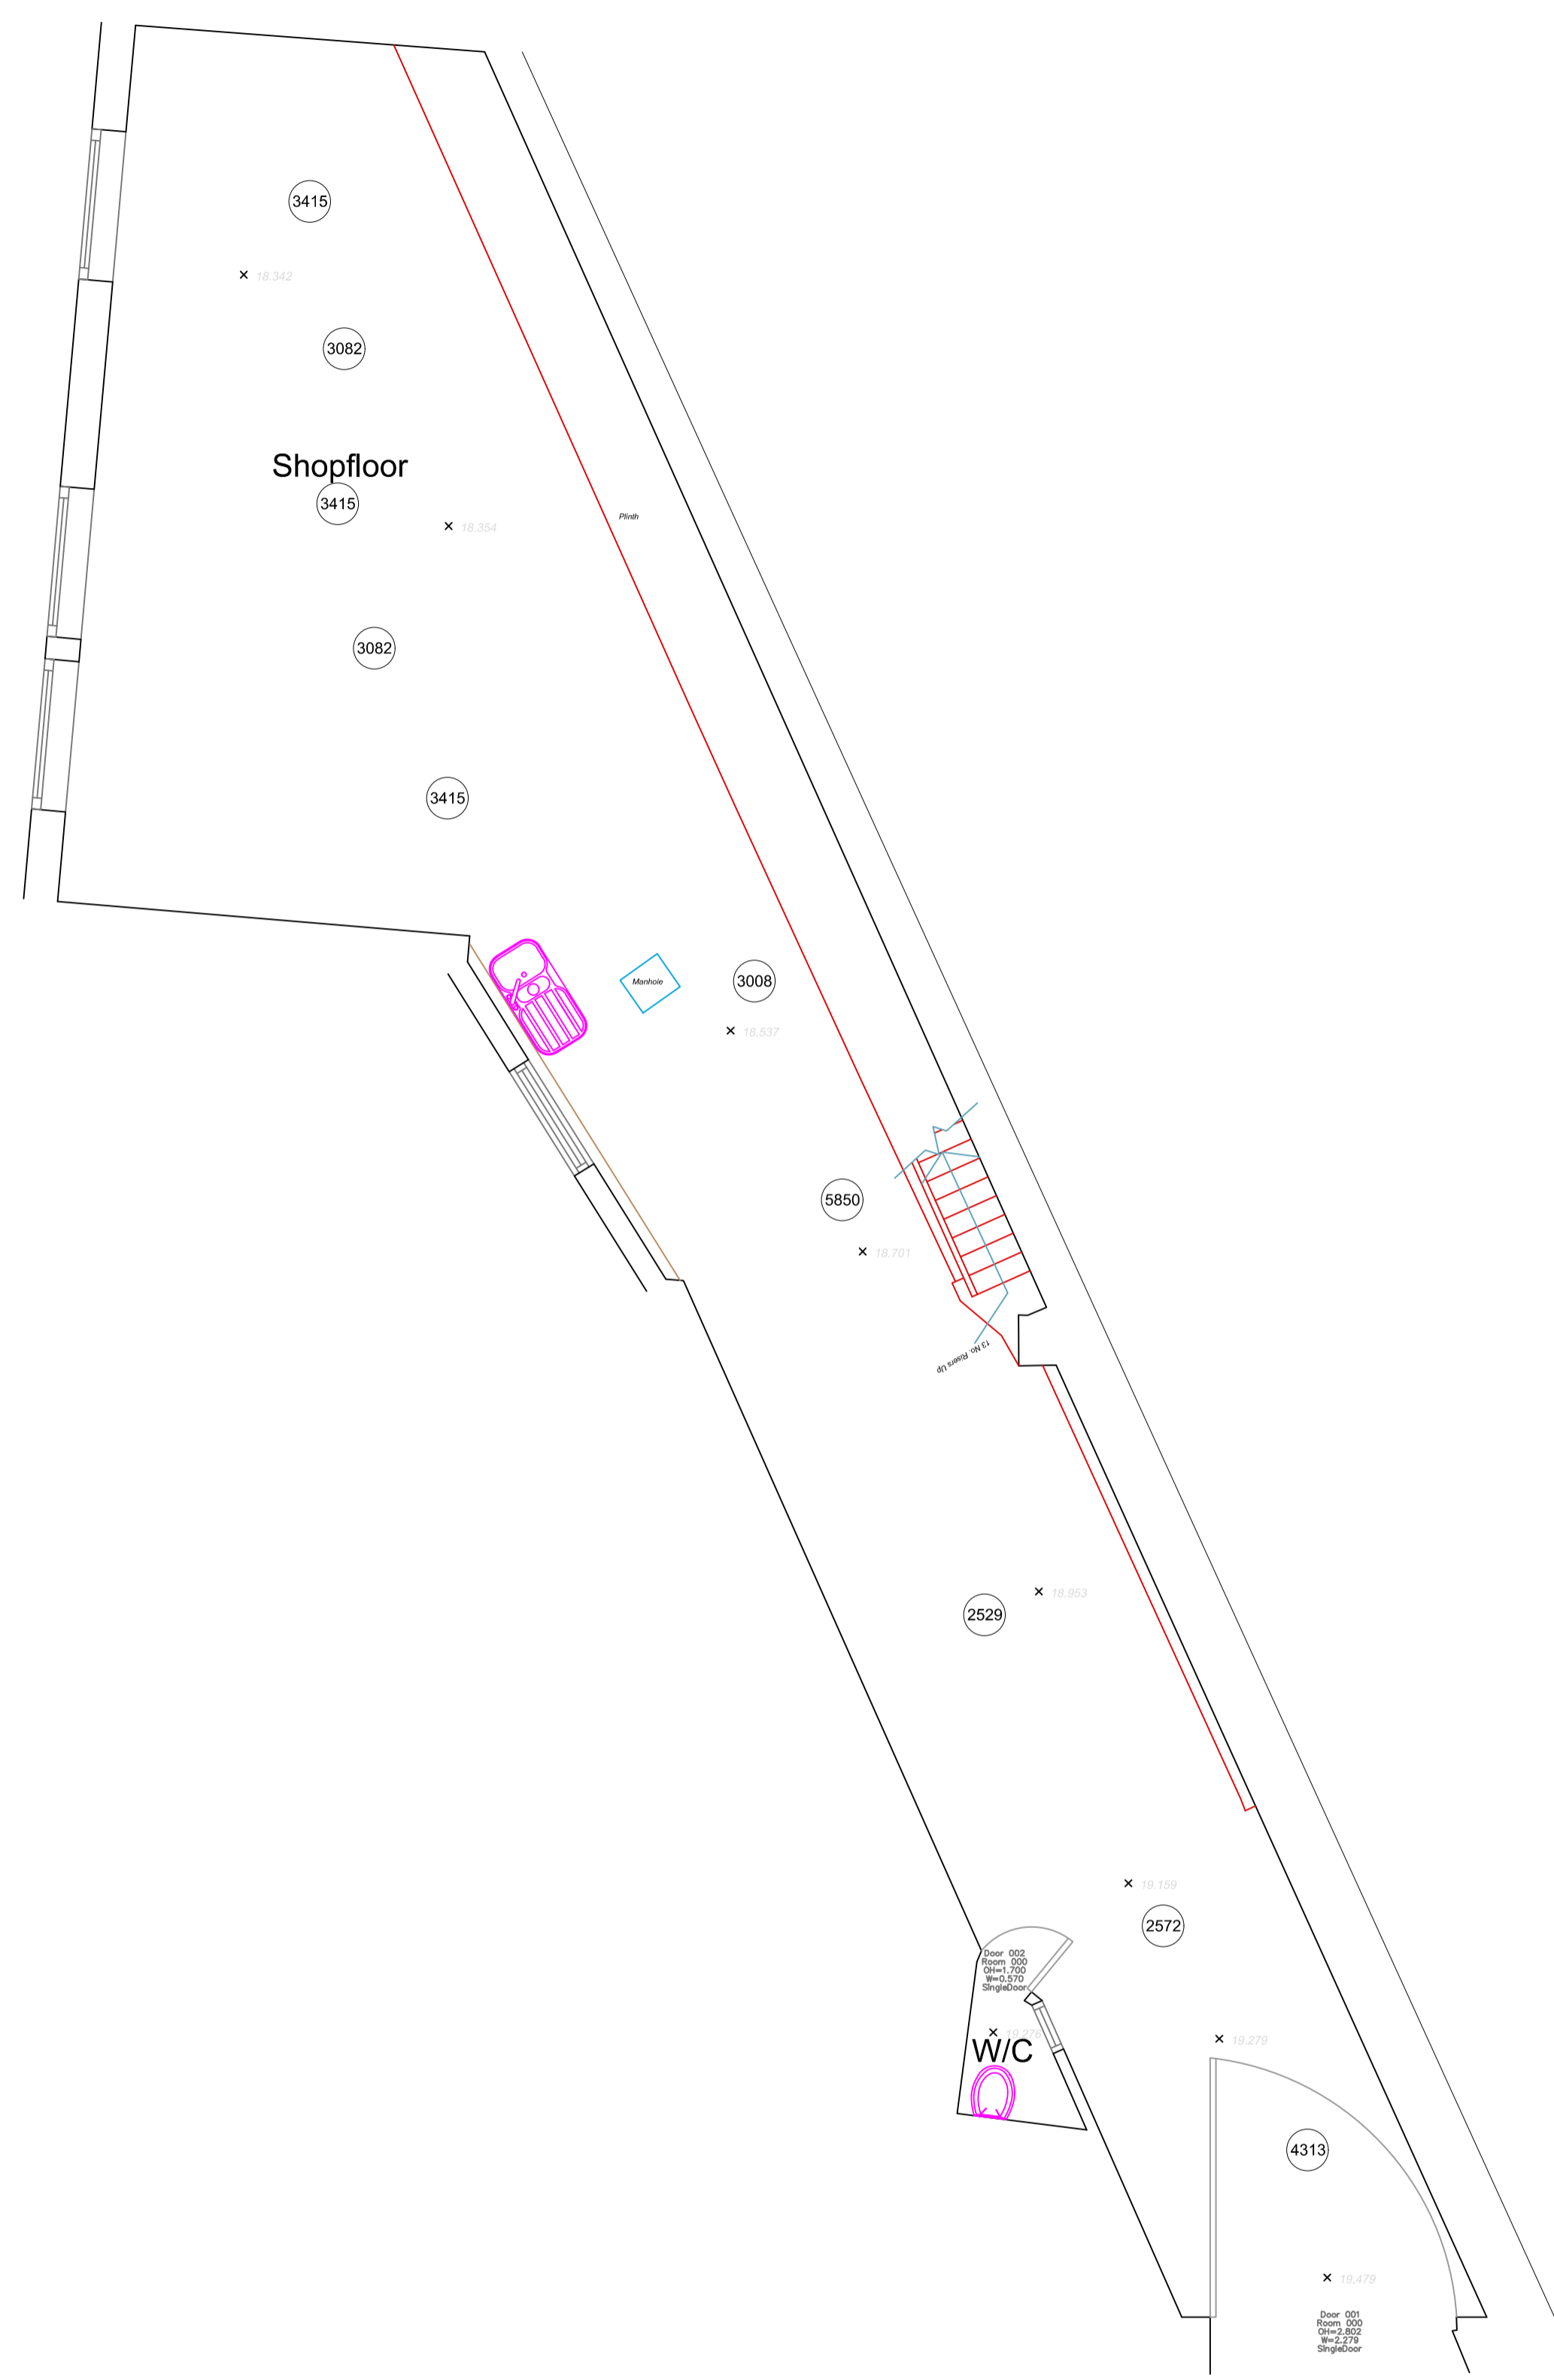 3415
18.342
3082
Shopfloor
3415
18.354
Plinth
3082
3415
Manhole
3008
18.537
5850
18.701
13 No. Risers Up
18.953
2529
19.159
2572
Door 002
Room 000
OH=1.700
W=0.570
SingleDoor
19.276
W/C
19.279
4313
19.479
Door 001
Room 000
OH=2.802
W=2.279
SingleDoor